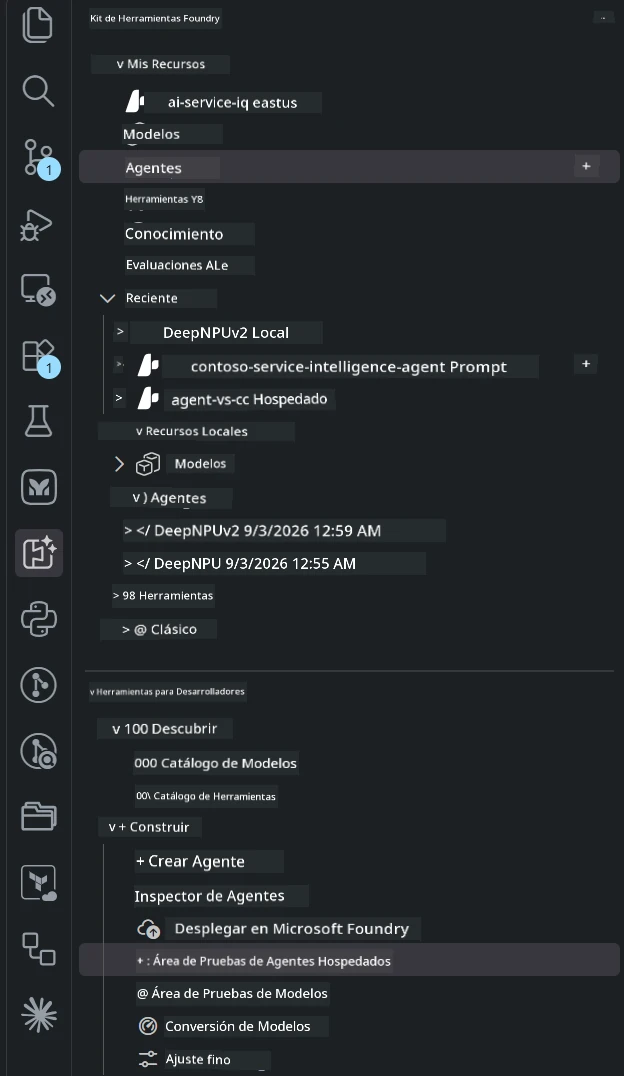 Kit de Herramientas Foundry
v Mis Recursos
ai-service-iq eastus
Modelos
Agentes
+
Herramientas Y8
Conocimiento
Evaluaciones ALe
Reciente
> DeepNPUv2 Local
> contoso-service-intelligence-agent Prompt
+
> agent-vs-cc Hospedado
v Recursos Locales
Modelos
v ) Agentes
> </ DeepNPUv2 9/3/2026 12:59 AM
> </ DeepNPU 9/3/2026 12:55 AM
> 98 Herramientas
> @ Clásico
v Herramientas para Desarrolladores
v 100 Descubrir
000 Catálogo de Modelos
00\ Catálogo de Herramientas
v + Construir
+ Crear Agente
Inspector de Agentes
Desplegar en Microsoft Foundry
+ : Área de Pruebas de Agentes Hospedados
@ Área de Pruebas de Modelos
Conversión de Modelos
Ajuste fino
1
1